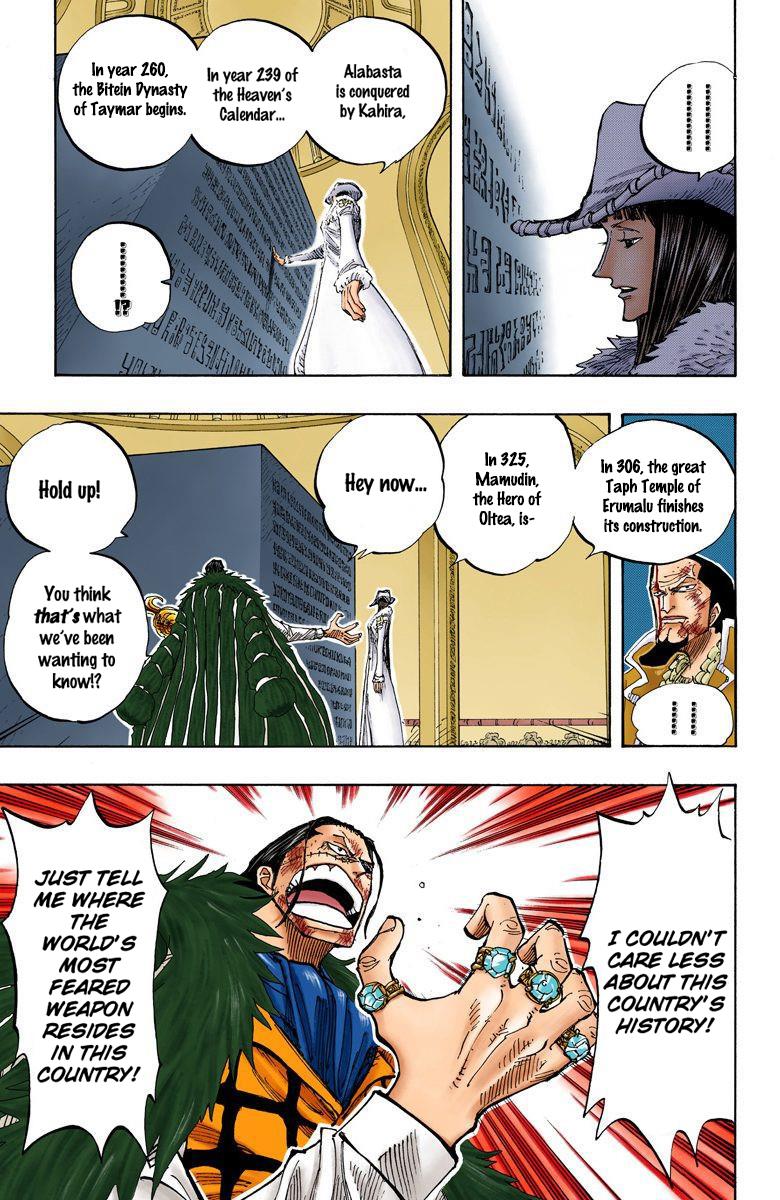 Alabasta
is conquered
by Kahira,
In year 239 of
the Heaven's
Calendar...
In year 260,
the Bitein Dynasty
of Taymar begins.
!?
In 306, the great
Taph Temple of
Erumalu finishes
its construction.
In 325,
Mamudin,
the Hero of
Oltea, is-
Hey now...
Hold up!
You think
that's what
we've been
wanting to
know!?
I COULDN'T
CARE LESS
ABOUT THIS
COUNTRY'S
HISTORY!
JUST TELL
ME WHERE
THE
WORLD'S
MOST
FEARED
WEAPON
RESIDES
IN THIS
COUNTRY!